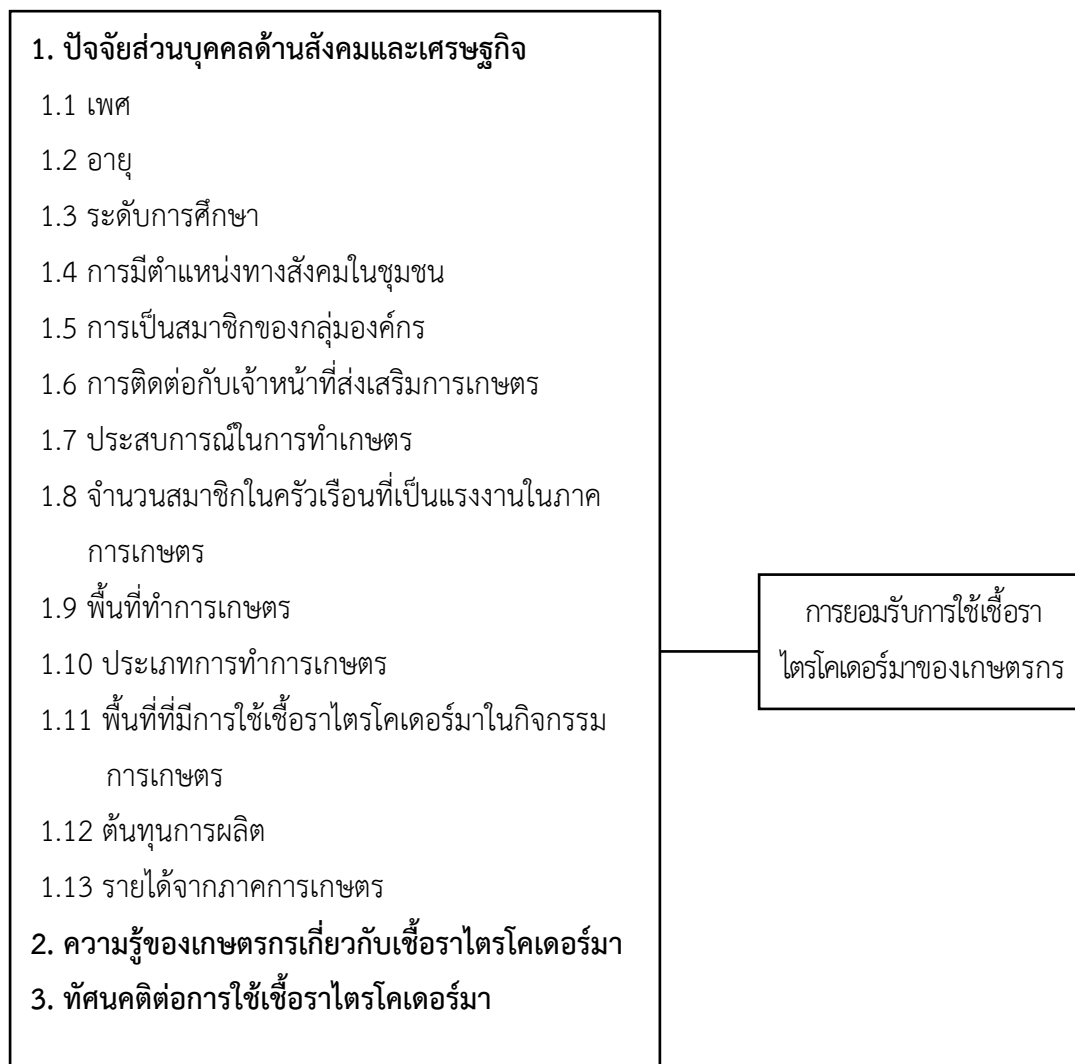 1. ปัจจัยส่วนบุคคลด้านสังคมและเศรษฐกิจ
1.1 เพศ
1.2 อายุ
1.3 ระดับการศึกษา
1.4 การมีตำแหน่งทางสังคมในชุมชน
1.5 การเป็นสมาชิกของกลุ่มองค์กร
1.6 การติดต่อกับเจ้าหน้าที่ส่งเสริมการเกษตร
1.7 ประสบการณ์ในการทำเกษตร
1.8 จำนวนสมาชิกในครัวเรือนที่เป็นแรงงานในภาค
การเกษตร
1.9 พื้นที่ทำการเกษตร
1.10 ประเภทการทำการเกษตร
1.11 พื้นที่ที่มีการใช้เชื้อราไตรโคเดอร์มาในกิจกรรม
การเกษตร
1.12 ต้นทุนการผลิต
1.13 รายได้จากภาคการเกษตร
2. ความรู้ของเกษตรกรเกี่ยวกับเชื้อราไตรโคเดอร์มา
3. ทัศนคติต่อการใช้เชื้อราไตรโคเดอร์มา
การยอมรับการใช้เชื้อรา
ไตรโคเดอร์มาของเกษตรกร